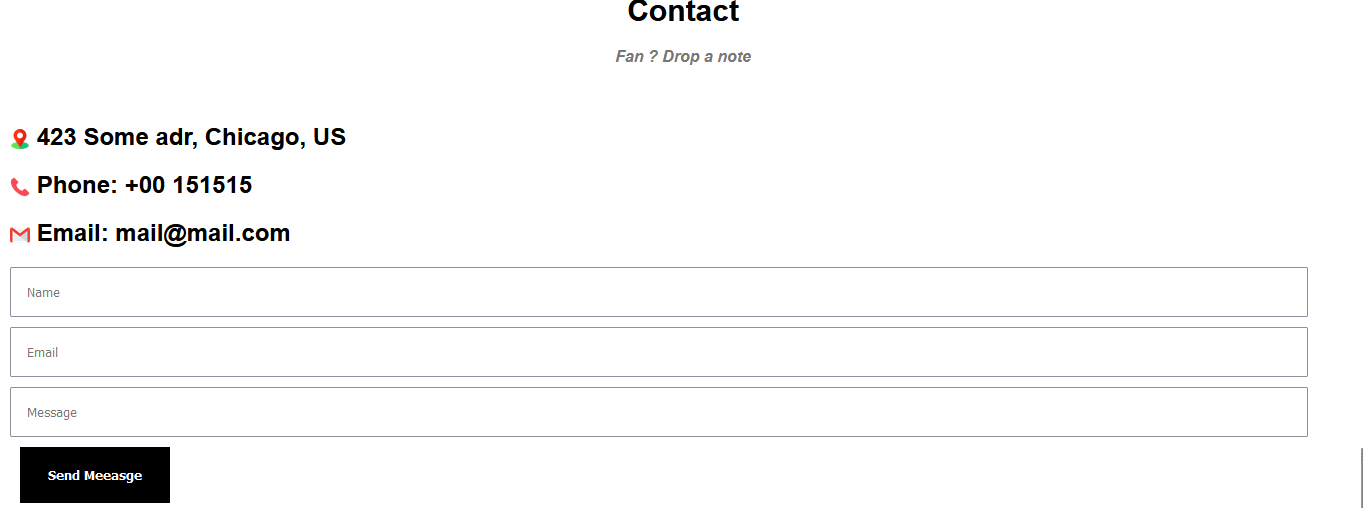 Contact
Fan ? Drop a note
423 Some adr, Chicago, US
Phone: +00 151515
Email: mail@mail.com
Name
Email
Message
Send Meeasge